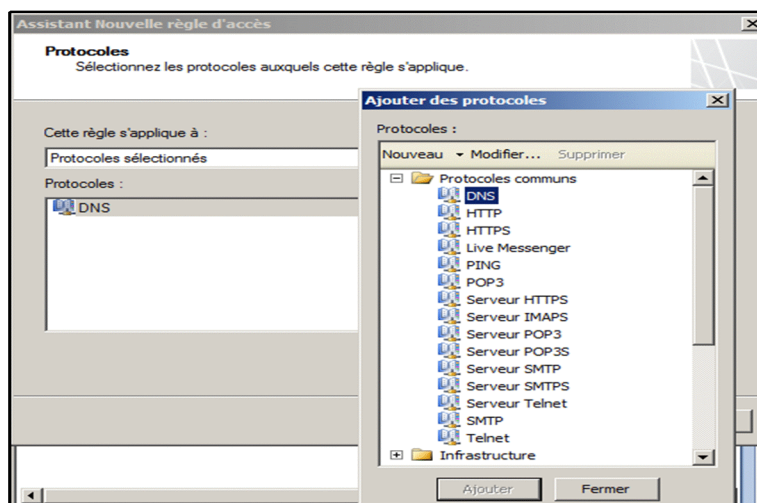 Assistant Nouvelle règle d'accès
Protocoles
Sélectionnez les protocoles auxquels cette règle s'applique.
Cette règle s'applique à :
Protocoles sélectionnés
Protocoles :
DNS
Ajouter des protocoles
Protocoles :
Nouveau Modifier... Supprimer
Protocoles communs
DNS
HTTP
HTTPS
Live Messenger
PING
POP3
Serveur HTTPS
Serveur IMAPS
Serveur POP3
Serveur POP3S
Serveur SMTP
Serveur SMTPS
Serveur Telnet
SMTP
Telnet
Infrastructure
Ajouter Fermer